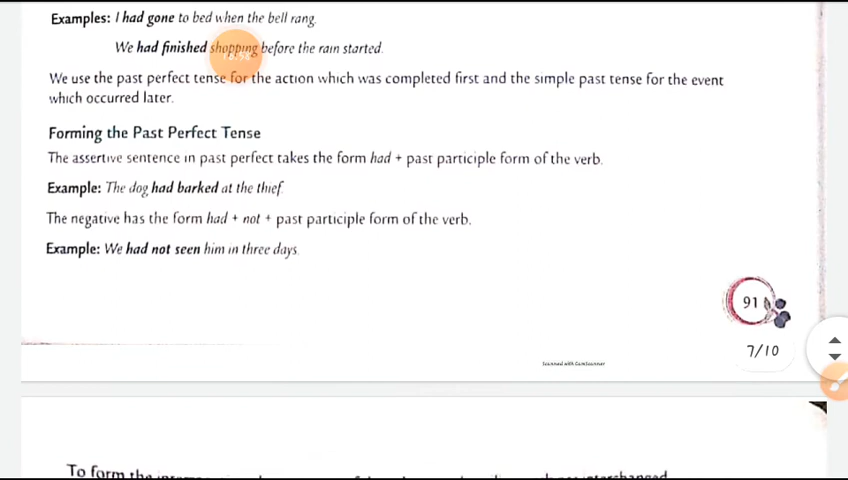 Examples: I had gone to bed when the bell rang.
We had finished shopping before the rain started.
We use the past perfect tense for the action which was completed first and the simple past tense for the event
which occurred later.
Forming the Past Perfect Tense
The assertive sentence in past perfect takes the form had + past participle form of the verb.
Example: The dog had barked at the thief.
The negative has the form had + not + past participle form of the verb.
Example: We had not seen him in three days.
91
7/10
Scanned with CamScanner
To form the